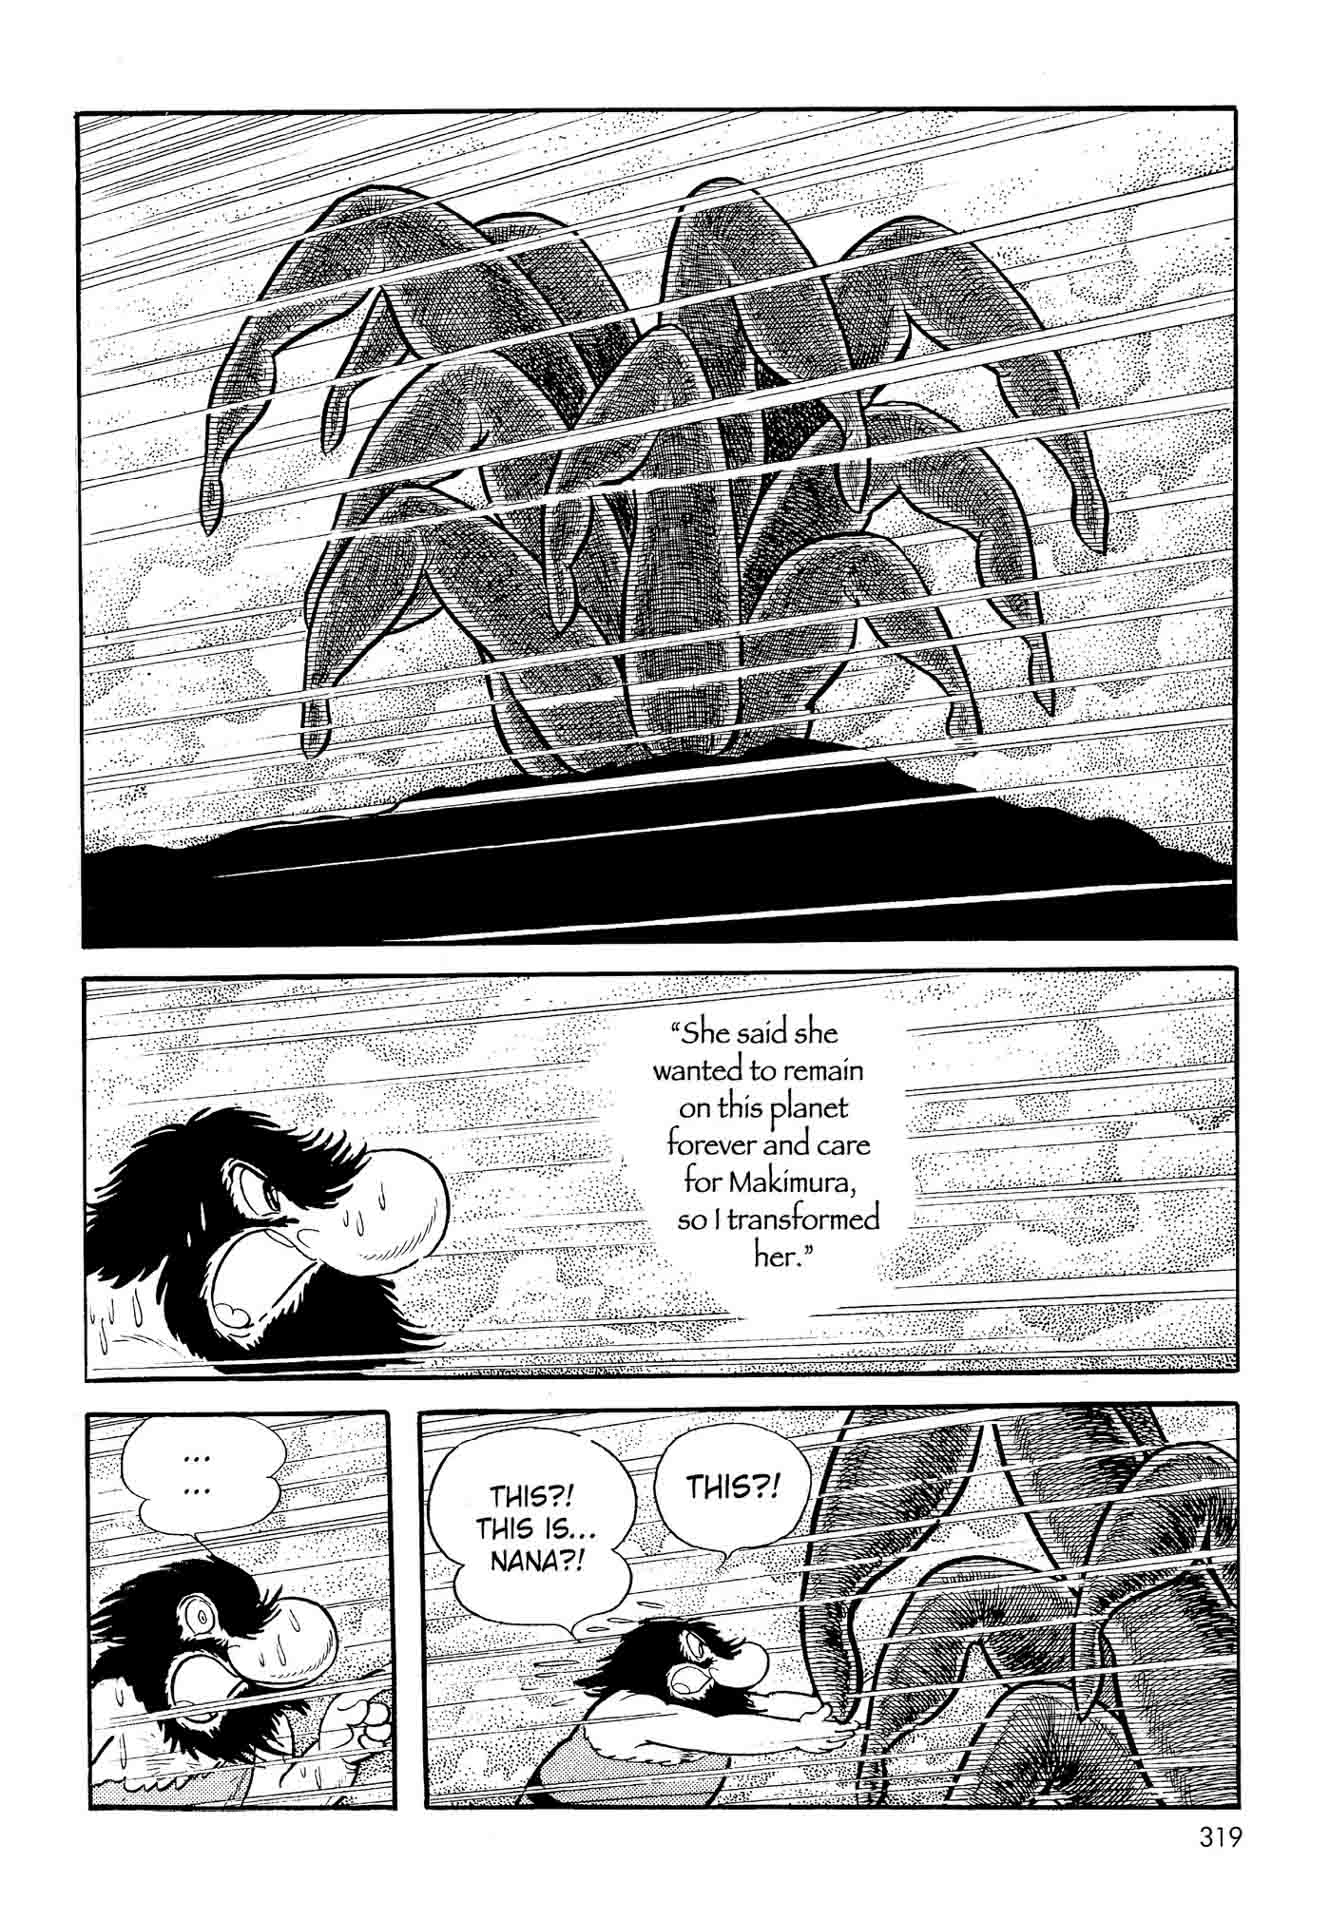 “She said she
wanted to remain
on this planet
forever and care
for Makimura,
so I transformed
her.”
...
...
THIS?!
THIS IS...
NANA?!
THIS?!
319